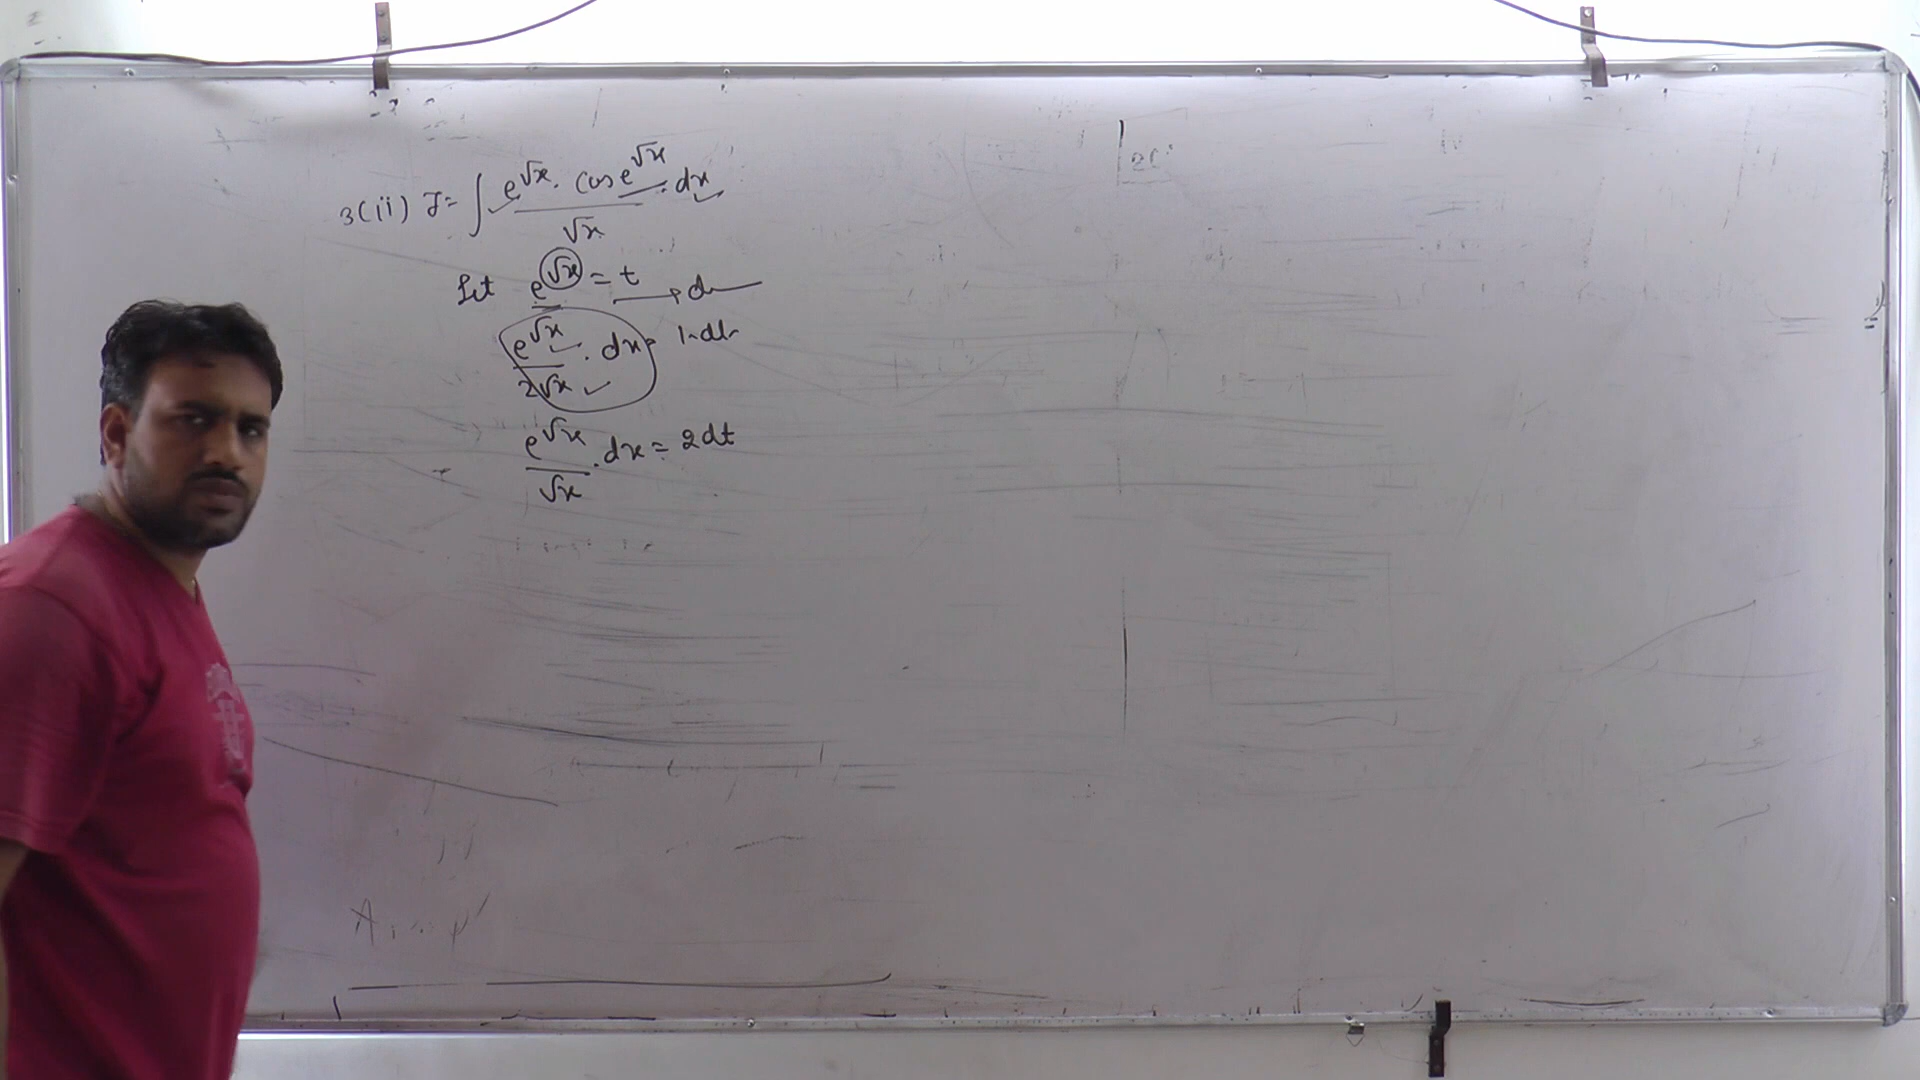 3(ii) I = ∫ e^√x . cos e^√x / √x . dx
Let e^√x = t
e^√x / 2√x . dx = 1.dt
e^√x / √x . dx = 2dt